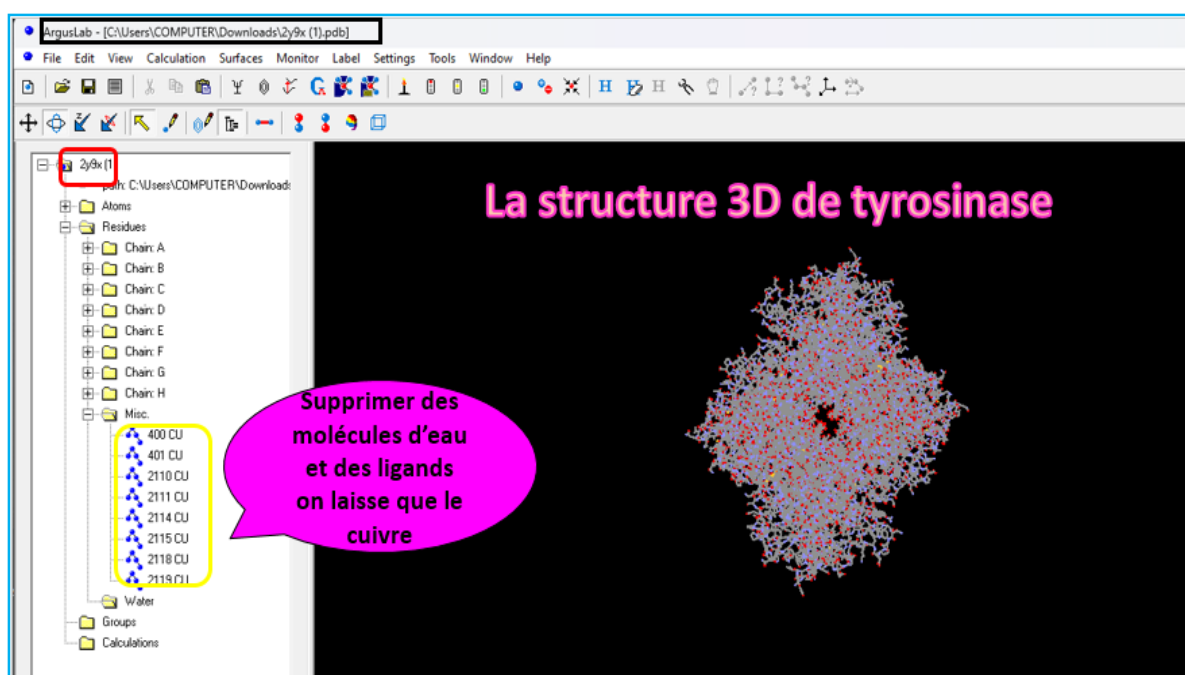 ArgusLab - [C:\Users\COMPUTER\Downloads\2y9x (1).pdb]
File Edit View Calculation Surfaces Monitor Label Settings Tools Window Help
2y9x (1
path: C:\Users\COMPUTER\Downloads
Atoms
Residues
Chain: A
Chain: B
Chain: C
Chain: D
Chain: E
Chain: F
Chain: G
Chain: H
Misc.
400 CU
401 CU
2110 CU
2111 CU
2114 CU
2115 CU
2118 CU
2119 CU
Water
Groups
Calculations
La structure 3D de tyrosinase
Supprimer des
molécules d'eau
et des ligands
on laisse que le
cuivre